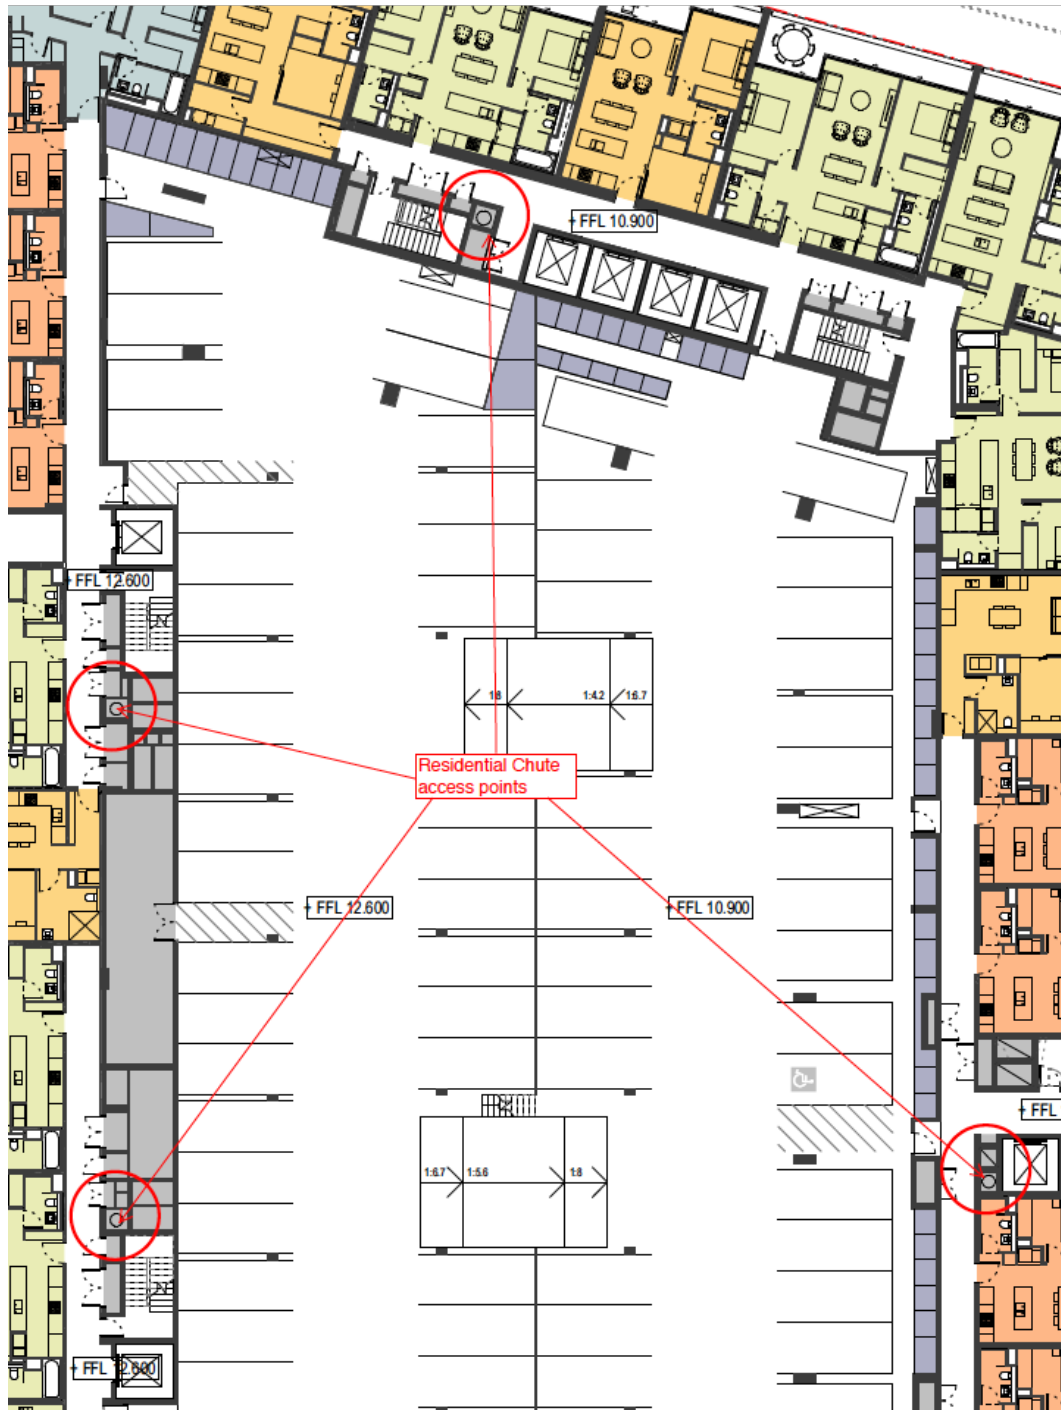 + FFL 10.900
+ FFL 12.600
1:8
1:4.2
1:6.7
Residential Chute
access points
+ FFL 12.600
+ FFL 10.900
+ FFL
1:6.7
1:5.6
1:8
+ FFL 12.600